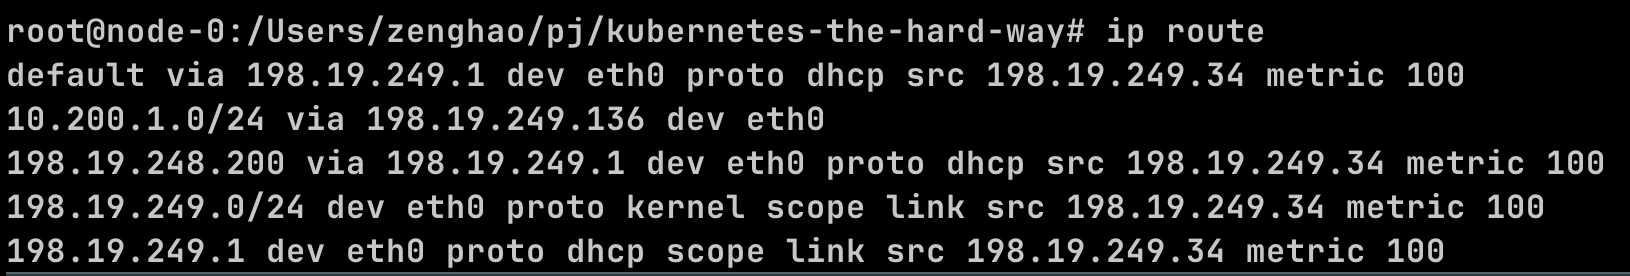 root@node-0:/Users/zenghao/pj/kubernetes-the-hard-way# ip route
default via 198.19.249.1 dev eth0 proto dhcp src 198.19.249.34 metric 100
10.200.1.0/24 via 198.19.249.136 dev eth0
198.19.248.200 via 198.19.249.1 dev eth0 proto dhcp src 198.19.249.34 metric 100
198.19.249.0/24 dev eth0 proto kernel scope link src 198.19.249.34 metric 100
198.19.249.1 dev eth0 proto dhcp scope link src 198.19.249.34 metric 100